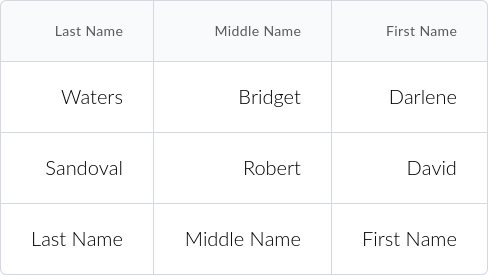 Last Name Middle Name First Name
Waters Bridget Darlene
Sandoval Robert David
Last Name Middle Name First Name